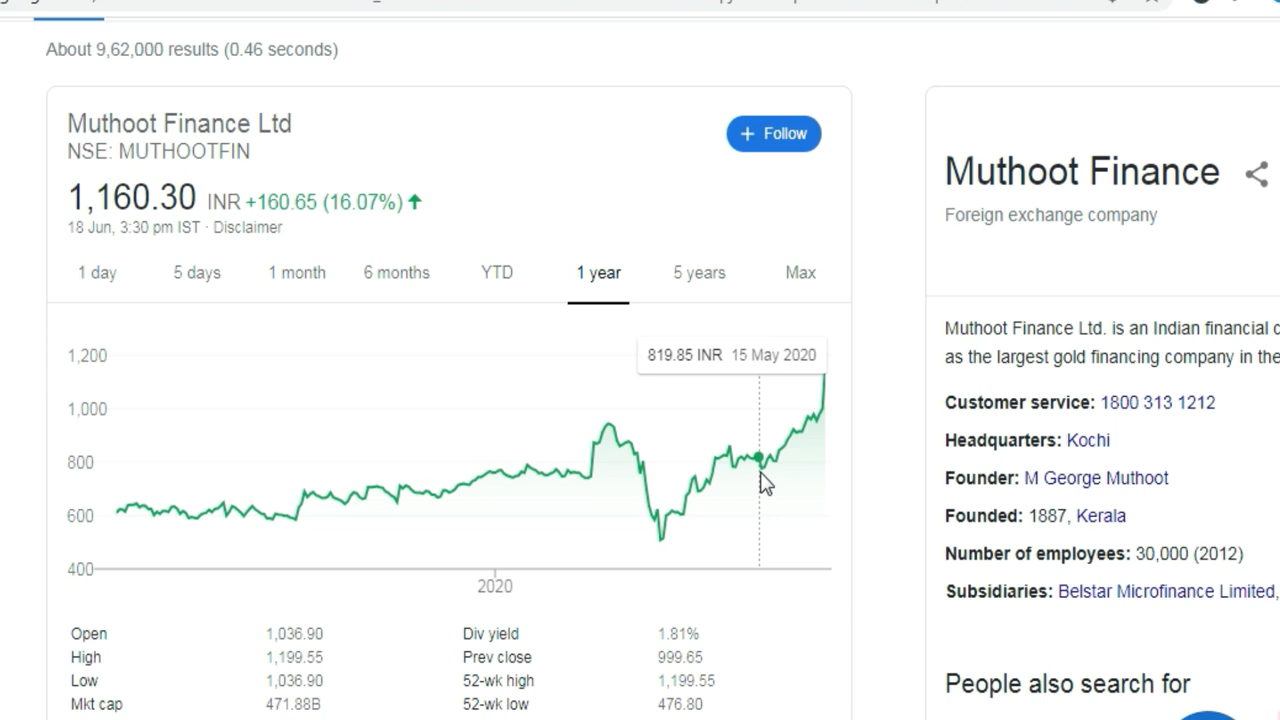 About 9,62,000 results (0.46 seconds)
Muthoot Finance Ltd
NSE: MUTHOOTFIN
+ Follow
1,160.30 INR +160.65 (16.07%)
18 Jun, 3:30 pm IST · Disclaimer
1 day 5 days 1 month 6 months YTD 1 year 5 years Max
819.85 INR 15 May 2020
1,200
1,000
800
600
400
2020
Open 1,036.90 Div yield 1.81%
High 1,199.55 Prev close 999.65
Low 1,036.90 52-wk high 1,199.55
Mkt cap 471.88B 52-wk low 476.80
Muthoot Finance
Foreign exchange company
Muthoot Finance Ltd. is an Indian financial
as the largest gold financing company in the
Customer service: 1800 313 1212
Headquarters: Kochi
Founder: M George Muthoot
Founded: 1887, Kerala
Number of employees: 30,000 (2012)
Subsidiaries: Belstar Microfinance Limited,
People also search for